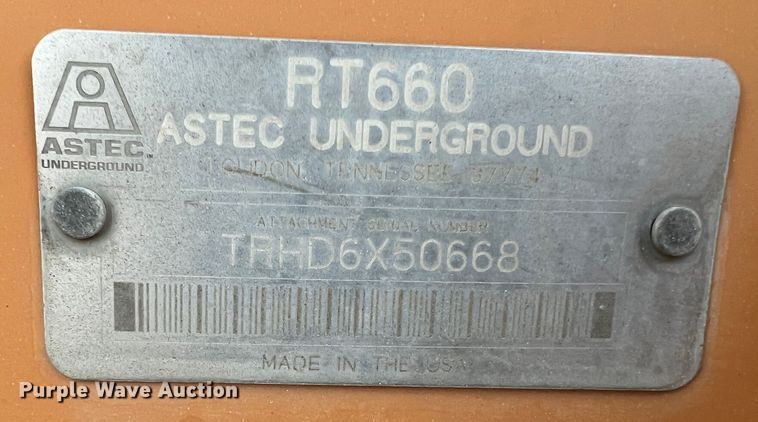 RT660
ASTEC UNDERGROUND
LOUDON, TENNESSEE 37774
ASTEC
UNDERGROUND
ATTACHMENT SERIAL NUMBER
TRHD6X50668
MADE IN THE USA
Purple Wave Auction